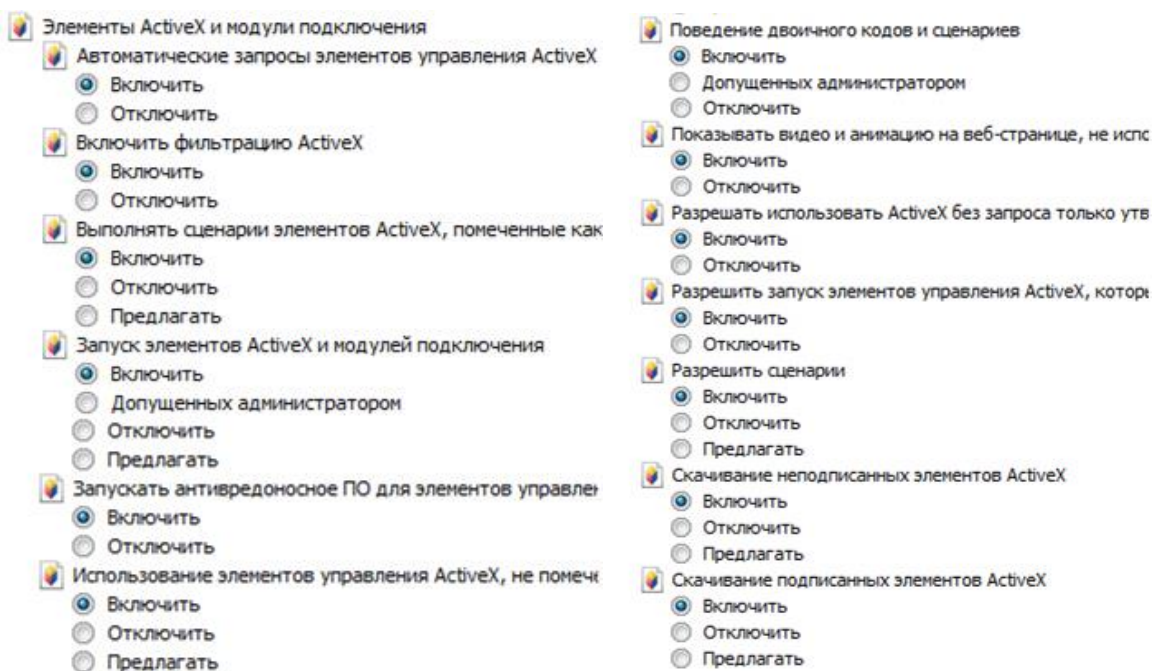 Элементы ActiveX и модули подключения
Автоматические запросы элементов управления ActiveX
Включить
Отключить
Включить фильтрацию ActiveX
Включить
Отключить
Выполнять сценарии элементов ActiveX, помеченные как
Включить
Отключить
Предлагать
Запуск элементов ActiveX и модулей подключения
Включить
Допущенных администратором
Отключить
Предлагать
Запускать антивредоносное ПО для элементов управлен
Включить
Отключить
Использование элементов управления ActiveX, не помече
Включить
Отключить
Предлагать
Поведение двоичного кодов и сценариев
Включить
Допущенных администратором
Отключить
Показывать видео и анимацию на веб-странице, не испо
Включить
Отключить
Разрешать использовать ActiveX без запроса только утв
Включить
Отключить
Разрешить запуск элементов управления ActiveX, которы
Включить
Отключить
Разрешить сценарии
Включить
Отключить
Предлагать
Скачивание неподписанных элементов ActiveX
Включить
Отключить
Предлагать
Скачивание подписанных элементов ActiveX
Включить
Отключить
Предлагать